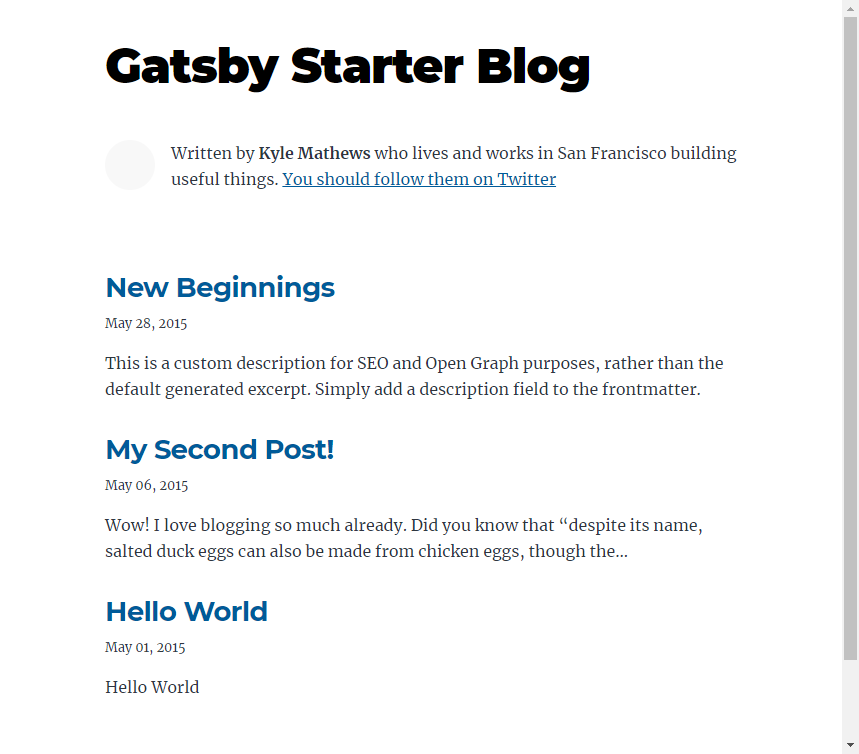 Gatsby Starter Blog
Written by Kyle Mathews who lives and works in San Francisco building
useful things. You should follow them on Twitter
New Beginnings
May 28, 2015
This is a custom description for SEO and Open Graph purposes, rather than the
default generated excerpt. Simply add a description field to the frontmatter.
My Second Post!
May 06, 2015
Wow! I love blogging so much already. Did you know that “despite its name,
salted duck eggs can also be made from chicken eggs, though the…
Hello World
May 01, 2015
Hello World